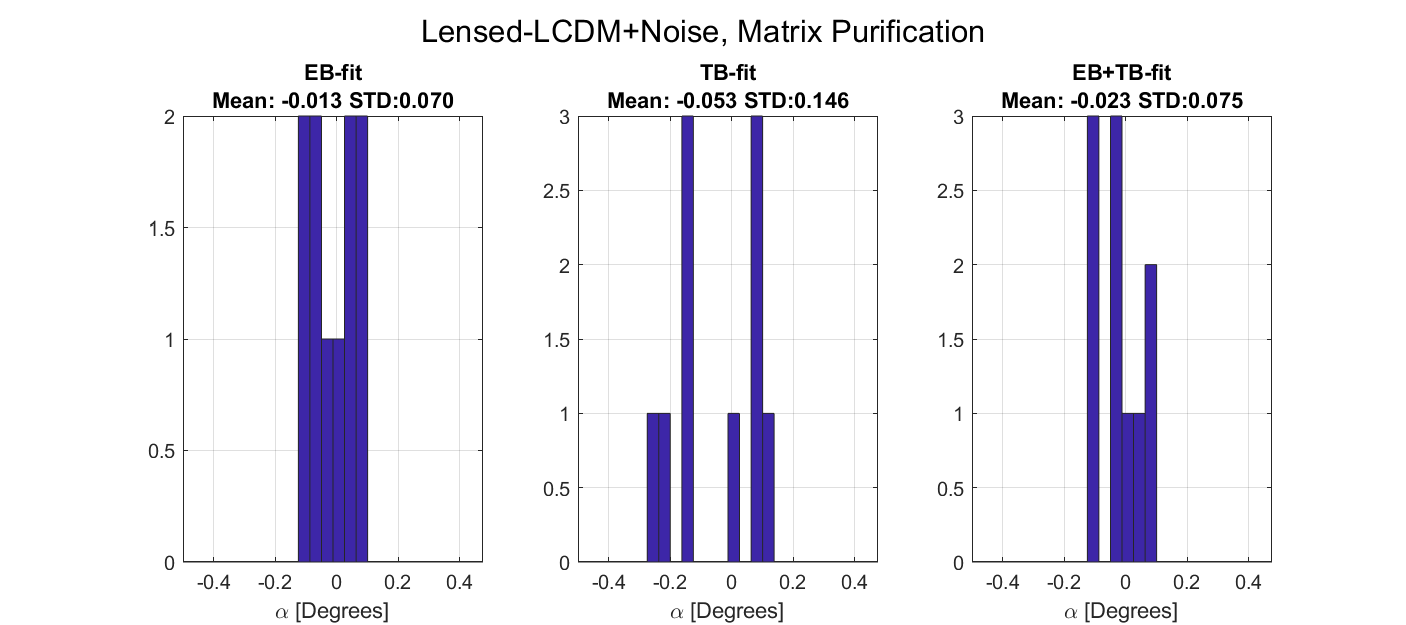 Lensed-LCDM+Noise, Matrix Purification
EB-fit
Mean: -0.013 STD:0.070
2
1.5
1
0.5
0
-0.4 -0.2 0 0.2 0.4
α [Degrees]
TB-fit
Mean: -0.053 STD:0.146
3
2.5
2
1.5
1
0.5
0
-0.4 -0.2 0 0.2 0.4
α [Degrees]
EB+TB-fit
Mean: -0.023 STD:0.075
3
2.5
2
1.5
1
0.5
0
-0.4 -0.2 0 0.2 0.4
α [Degrees]